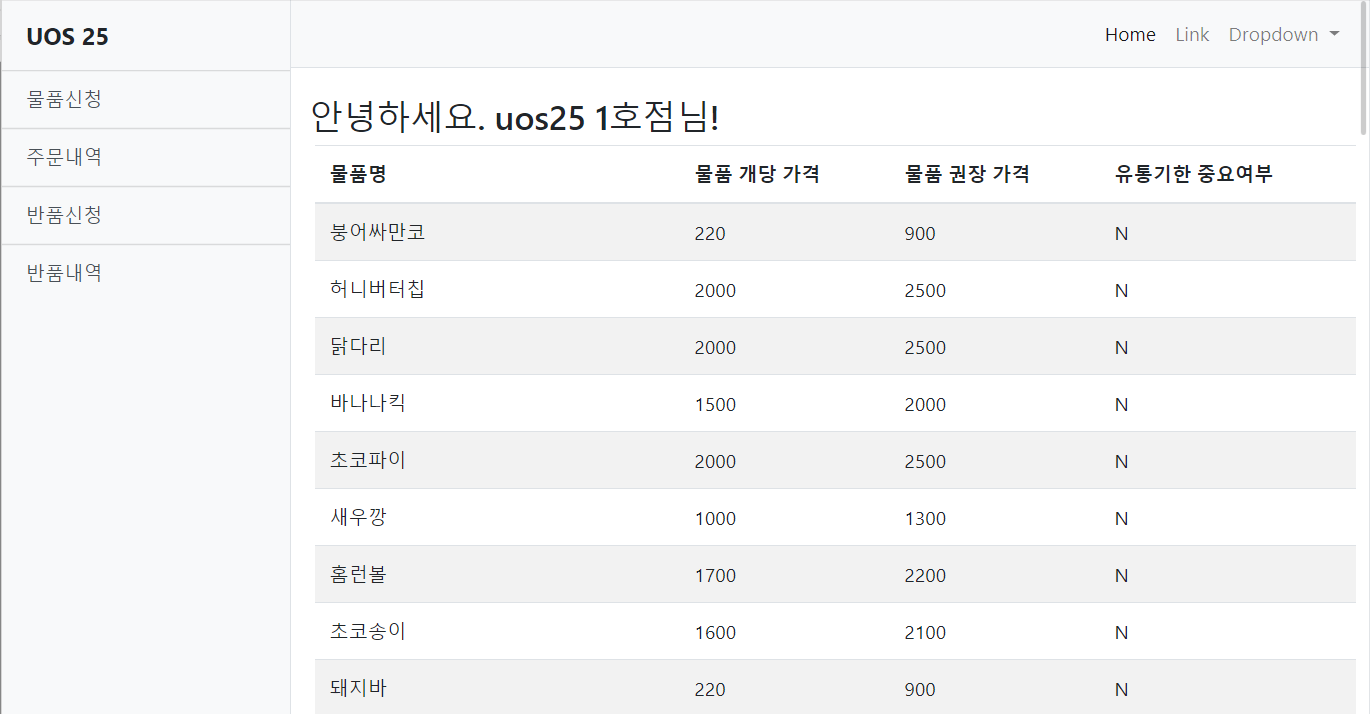 UOS 25
Home Link Dropdown
물품신청
주문내역
반품신청
반품내역
안녕하세요. uos25 1호점님!
물품명 물품 개당 가격 물품 권장 가격 유통기한 중요여부
붕어싸만코 220 900 N
허니버터칩 2000 2500 N
닭다리 2000 2500 N
바나나킥 1500 2000 N
초코파이 2000 2500 N
새우깡 1000 1300 N
홈런볼 1700 2200 N
초코송이 1600 2100 N
돼지바 220 900 N